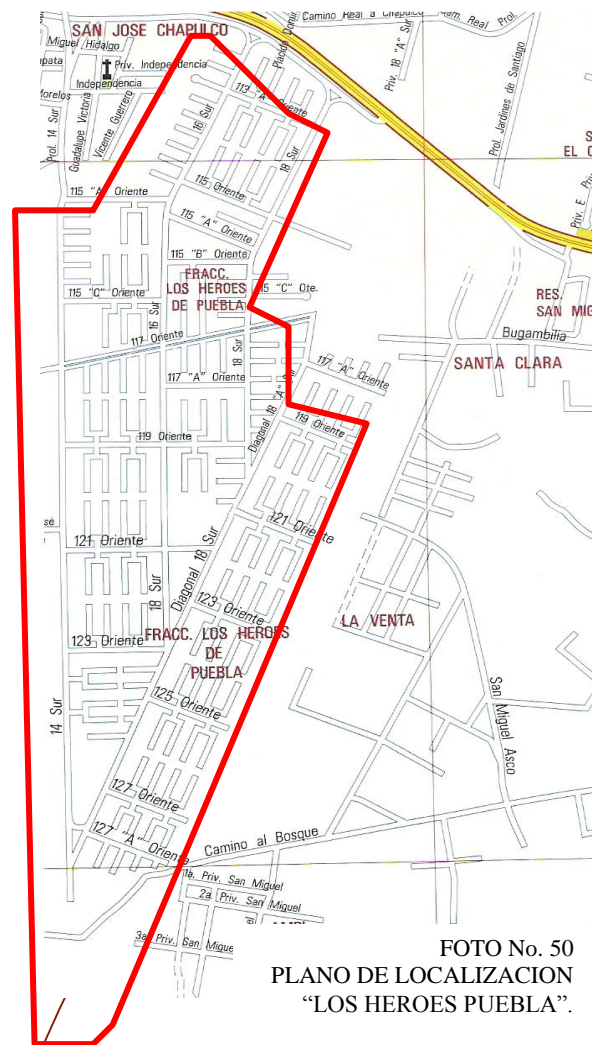 SAN JOSE CHAPULCO
Camino Real a Chapulco
Real Prol.
Miguel Hidalgo
Priv. Independencia
Independencia
Morelos
Prol. 14 Sur
Guadalupe Victoria
Vicente Guerrero
16 Sur
113 "A" Oriente
18 Sur
Priv. 18 "A" Sur
Prol. Jardines de Santiago
Priv. E
115 Oriente
115 "A" Oriente
115 "A" Oriente
115 "B" Oriente
FRACC.
LOS HEROES
DE PUEBLA
115 "C" Oriente
"C" Ote.
16 Sur
117 Oriente
18 Sur
RES.
SAN MIG
Bugambilia
SANTA CLARA
117 "A" Oriente
117 "A" Oriente
Diagonal 18 "A" Sur
119 Oriente
119 Oriente
121 Oriente
121 Oriente
Diagonal 18 Sur
18 Sur
123 Oriente
123 Oriente
LA VENTA
FRACC. LOS HEROES
DE
PUEBLA
14 Sur
125 Oriente
San Miguel Asco
127 Oriente
127 "A" Oriente
Camino al Bosque
1a. Priv. San Miguel
2a. Priv. San Miguel
3a. Priv. San Migue
FOTO No. 50
PLANO DE LOCALIZACION
“LOS HEROES PUEBLA”.